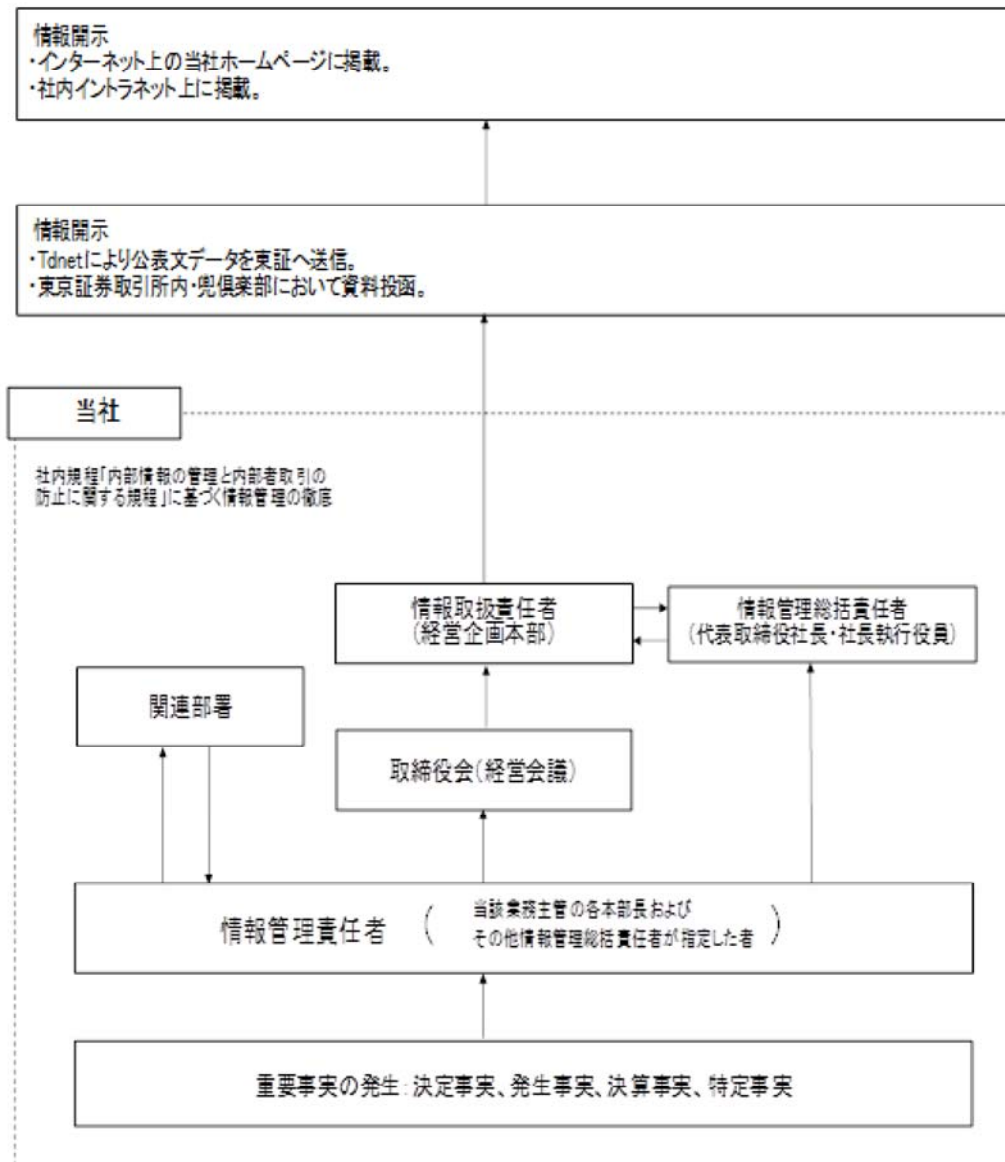 情報開示
・インターネット上の当社ホームページに掲載。
・社内イントラネット上に掲載。
情報開示
・Tdnetにより公表文データを東証へ送信。
・東京証券取引所内・兜倶楽部において資料投函。
当社
社内規程「内部情報の管理と内部者取引の
防止に関する規程」に基づく情報管理の徹底
情報取扱責任者
(経営企画本部)
情報管理総括責任者
(代表取締役社長・社長執行役員)
関連部署
取締役会(経営会議)
情報管理責任者
( 当該業務主管の各本部長および
その他情報管理総括責任者が指定した者 )
重要事実の発生:決定事実、発生事実、決算事実、特定事実